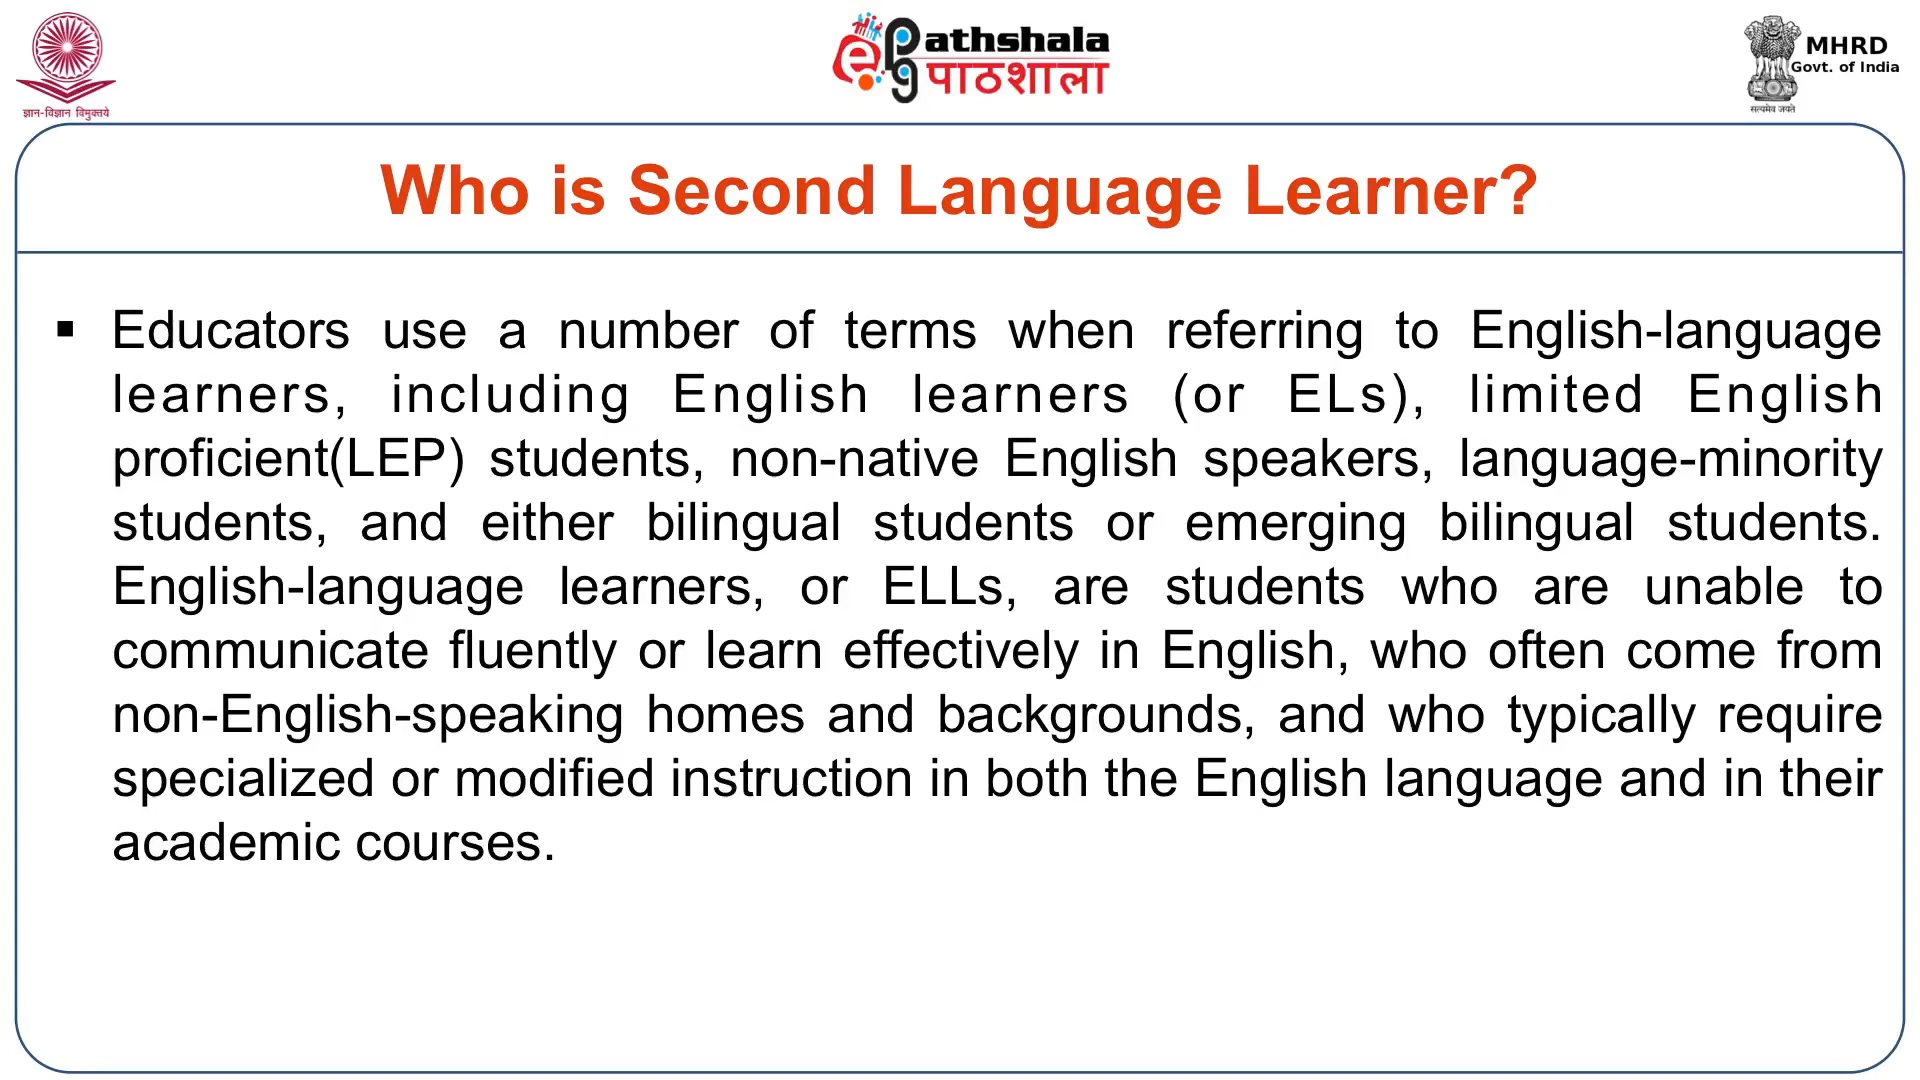 ज्ञान-विज्ञान विमुक्तये
ePathshala
पाठशाला
MHRD
Govt. of India
सत्यमेव जयते
Who is Second Language Learner?
▪ Educators use a number of terms when referring to English-language
learners, including English learners (or ELs), limited English
proficient(LEP) students, non-native English speakers, language-minority
students, and either bilingual students or emerging bilingual students.
English-language learners, or ELLs, are students who are unable to
communicate fluently or learn effectively in English, who often come from
non-English-speaking homes and backgrounds, and who typically require
specialized or modified instruction in both the English language and in their
academic courses.